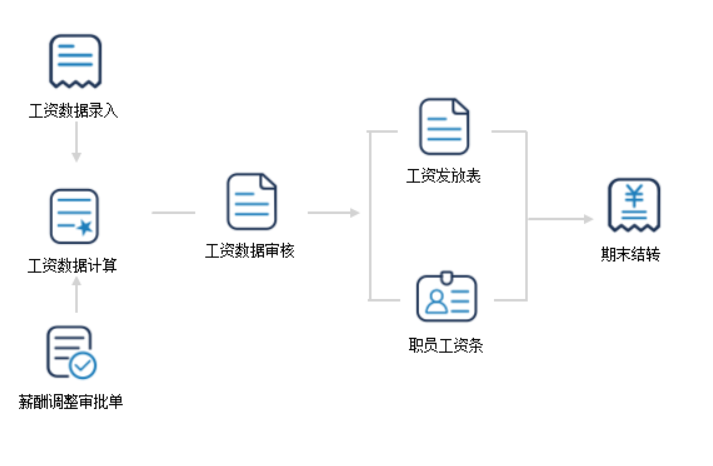 工资数据录入
工资数据计算
薪酬调整审批单
工资数据审核
工资发放表
职员工资条
¥
期末结转